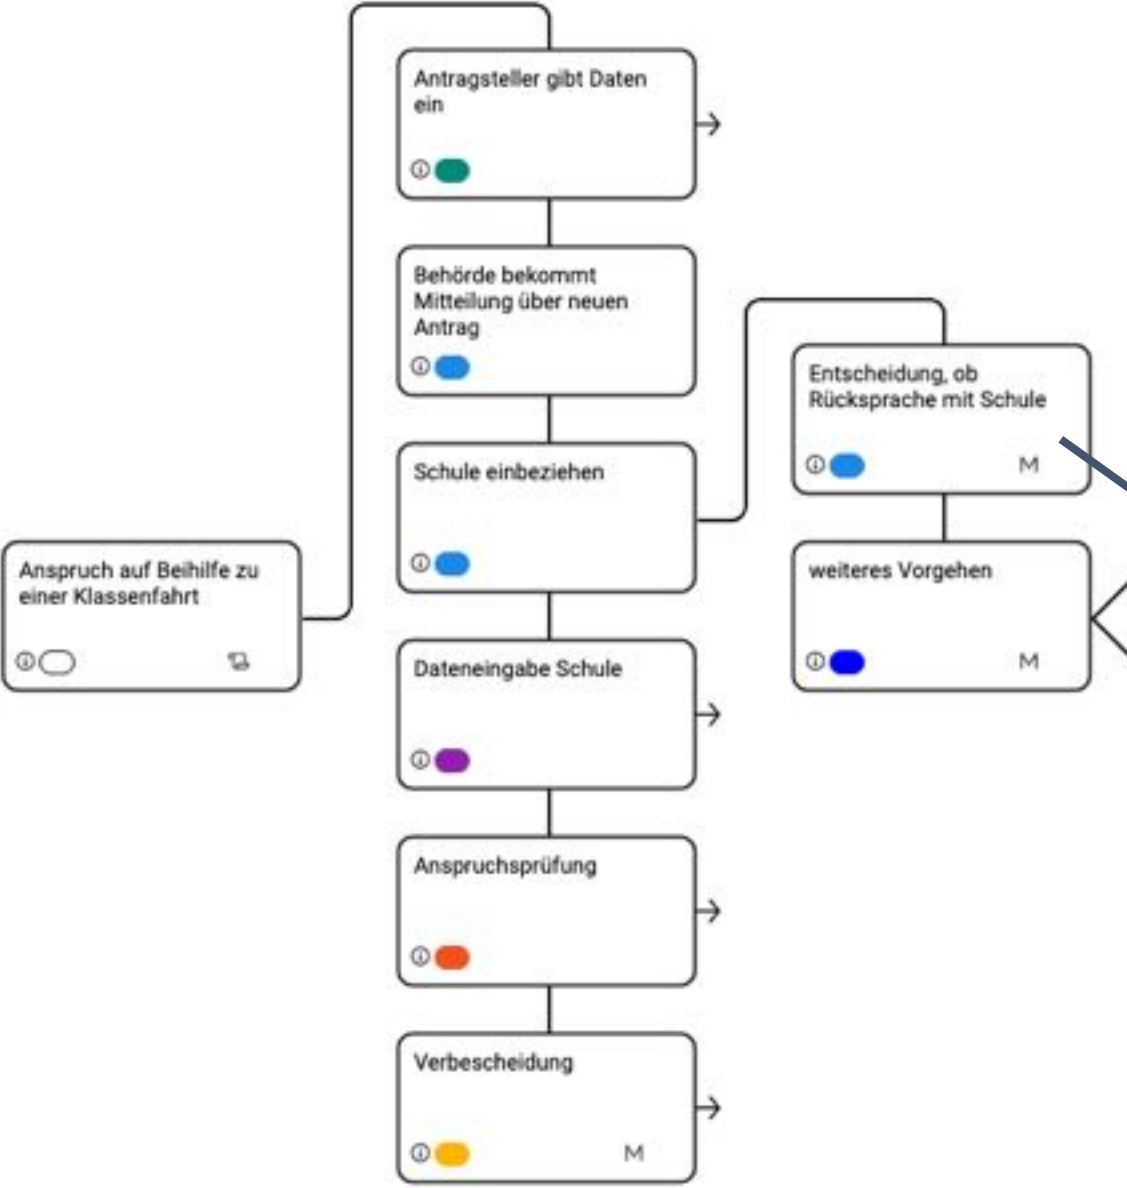 Anspruch auf Beihilfe zu
einer Klassenfahrt
Antragsteller gibt Daten
ein
Behörde bekommt
Mitteilung über neuen
Antrag
Schule einbeziehen
Entscheidung, ob
Rücksprache mit Schule
M
weiteres Vorgehen
M
Dateneingabe Schule
Anspruchsprüfung
Verbescheidung
M